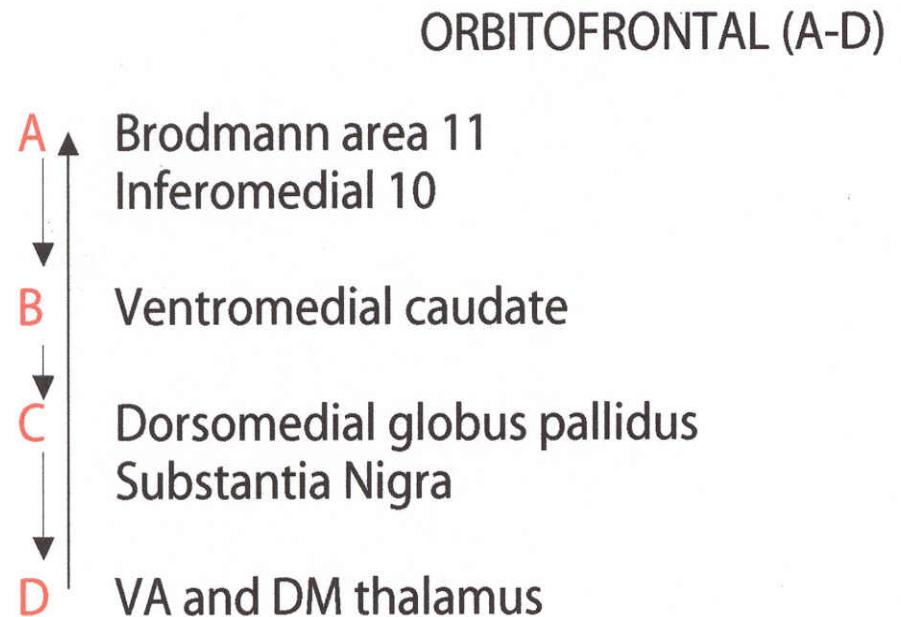 ORBITOFRONTAL (A-D)
A Brodmann area 11
Inferomedial 10
B Ventromedial caudate
C Dorsomedial globus pallidus
Substantia Nigra
D VA and DM thalamus